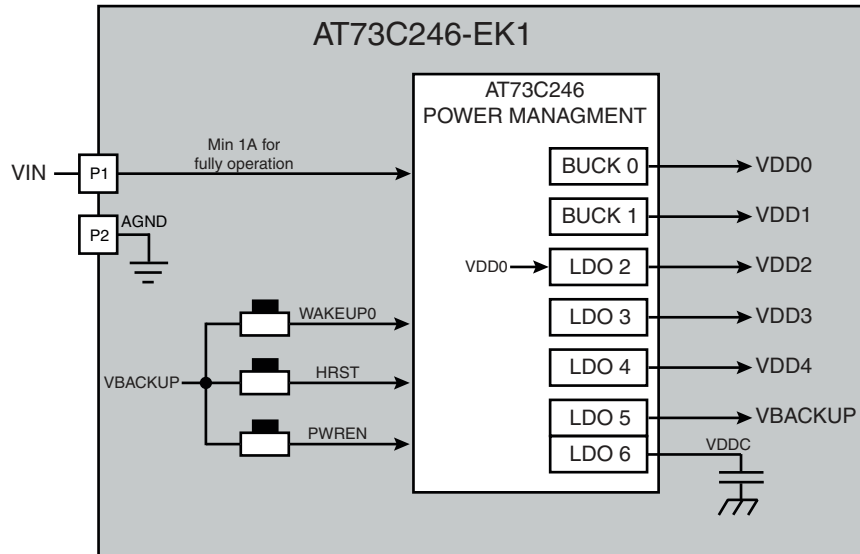 AT73C246-EK1
AT73C246
POWER MANAGMENT
Min 1A for
fully operation
VIN
P1
BUCK 0
VDD0
P2
AGND
BUCK 1
VDD1
VDD0
LDO 2
VDD2
WAKEUP0
LDO 3
VDD3
VBACKUP
HRST
LDO 4
VDD4
PWREN
LDO 5
VBACKUP
LDO 6
VDDC